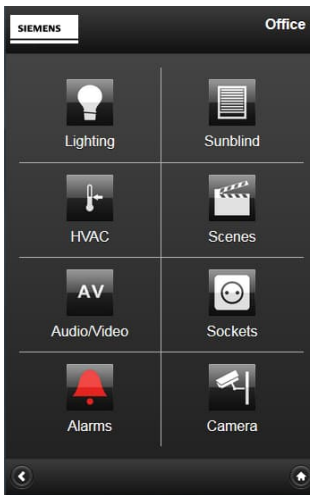 SIEMENS
Office
Lighting
Sunblind
HVAC
Scenes
AV
Audio/Video
Sockets
Alarms
Camera